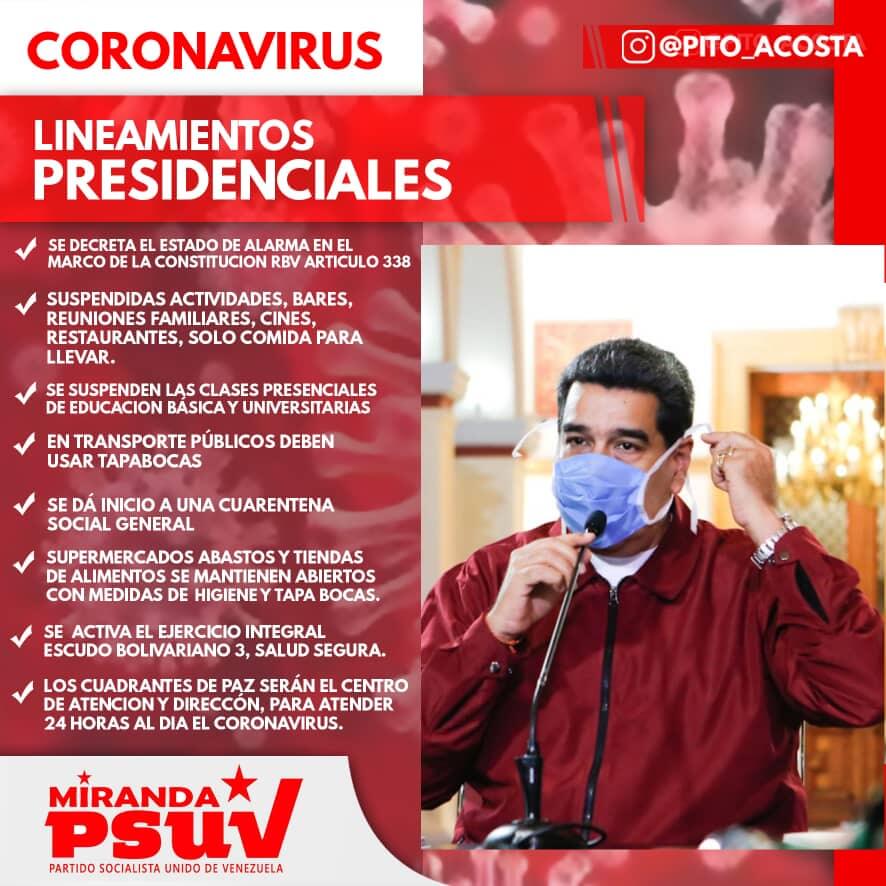 CORONAVIRUS
@PITO_ACOSTA
LINEAMIENTOS
PRESIDENCIALES
SE DECRETA EL ESTADO DE ALARMA EN EL
MARCO DE LA CONSTITUCION RBV ARTICULO 338
SUSPENDIDAS ACTIVIDADES, BARES,
REUNIONES FAMILIARES, CINES,
RESTAURANTES, SOLO COMIDA PARA
LLEVAR.
SE SUSPENDEN LAS CLASES PRESENCIALES
DE EDUCACION BÁSICA Y UNIVERSITARIAS
EN TRANSPORTE PÚBLICOS DEBEN
USAR TAPABOCAS
SE DÁ INICIO A UNA CUARENTENA
SOCIAL GENERAL
SUPERMERCADOS ABASTOS Y TIENDAS
DE ALIMENTOS SE MANTIENEN ABIERTOS
CON MEDIDAS DE HIGIENE Y TAPA BOCAS.
SE ACTIVA EL EJERCICIO INTEGRAL
ESCUDO BOLIVARIANO 3, SALUD SEGURA.
LOS CUADRANTES DE PAZ SERÁN EL CENTRO
DE ATENCION Y DIRECCÓN, PARA ATENDER
24 HORAS AL DIA EL CORONAVIRUS.
MIRANDA
PSUV
PARTIDO SOCIALISTA UNIDO DE VENEZUELA